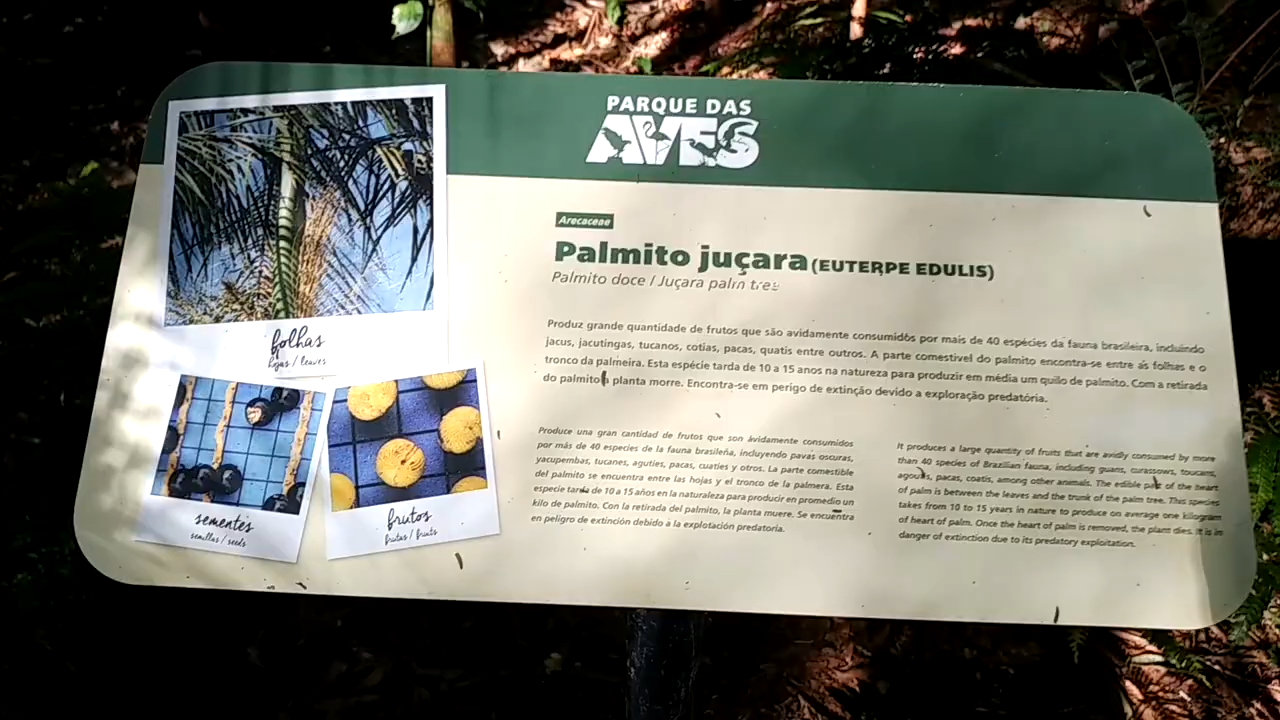 PARQUE DAS
AVES
Arecaceae
Palmito juçara (EUTERPE EDULIS)
Palmito doce / Juçara palm tree
Produz grande quantidade de frutos que são avidamente consumidos por mais de 40 espécies da fauna brasileira, incluindo
jacus, jacutingas, tucanos, cotias, pacas, quatis entre outros. A parte comestível do palmito encontra-se entre as folhas e o
tronco da palmeira. Esta espécie tarda de 10 a 15 anos na natureza para produzir em média um quilo de palmito. Com a retirada
do palmito a planta morre. Encontra-se em perigo de extinção devido a exploração predatória.
Produce una gran cantidad de frutos que son ávidamente consumidos
por más de 40 especies de la fauna brasileña, incluyendo pavas oscuras,
yacupembas, tucanes, aguties, pacas, cuaties y otros. La parte comestible
del palmito se encuentra entre las hojas y el tronco de la palmera. Esta
especie tarda de 10 a 15 años en la naturaleza para producir en promedio un
kilo de palmito. Con la retirada del palmito, la planta muere. Se encuentra
en peligro de extinción debido a la explotación predatoria.
It produces a large quantity of fruits that are avidly consumed by more
than 40 species of Brazilian fauna, including guans, curassows, toucans,
agoutis, pacas, coatis, among other animals. The edible part of the heart
of palm is between the leaves and the trunk of the palm tree. This species
takes from 10 to 15 years in nature to produce on average one kilogram
of heart of palm. Once the heart of palm is removed, the plant dies. It is in
danger of extinction due to its predatory exploitation.
folhas
hojas / leaves
sementes
semillas / seeds
frutos
frutas / fruits